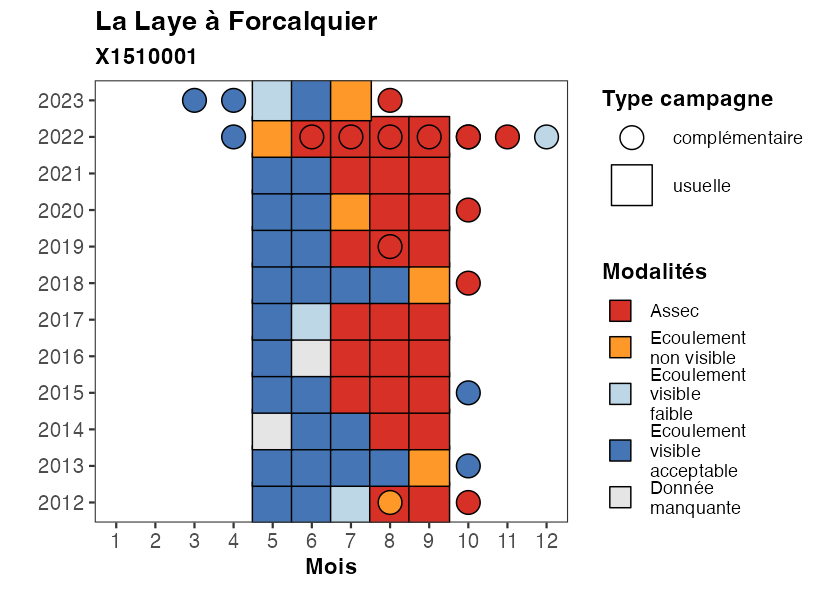 La Laye à Forcalquier
X1510001
2023
2022
2021
2020
2019
2018
2017
2016
2015
2014
2013
2012
1 2 3 4 5 6 7 8 9 10 11 12
Mois
Type campagne
complémentaire
usuelle
Modalités
Assec
Ecoulement
non visible
Ecoulement
visible
faible
Ecoulement
visible
acceptable
Donnée
manquante